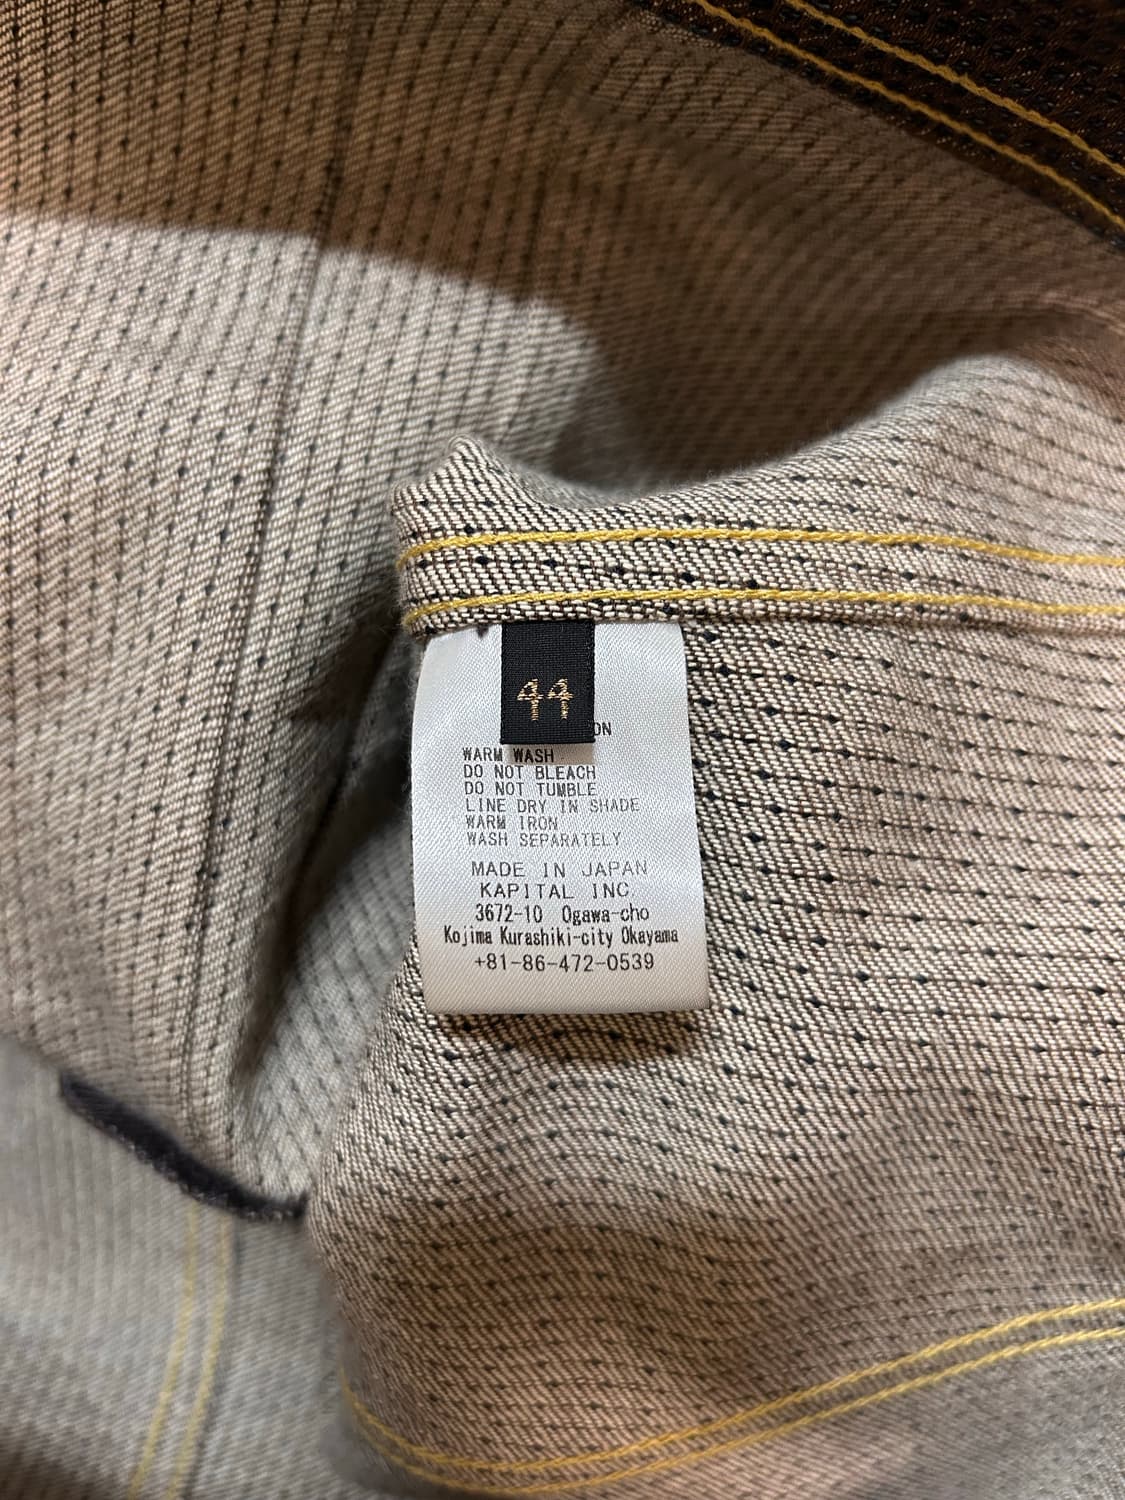 44
WARM WASH
DO NOT BLEACH
DO NOT TUMBLE
LINE DRY IN SHADE
WARM IRON
WASH SEPARATELY
MADE IN JAPAN
KAPITAL INC.
3672-10 Ogawa-cho
Kojima Kurashiki-city Okayama
+81-86-472-0539